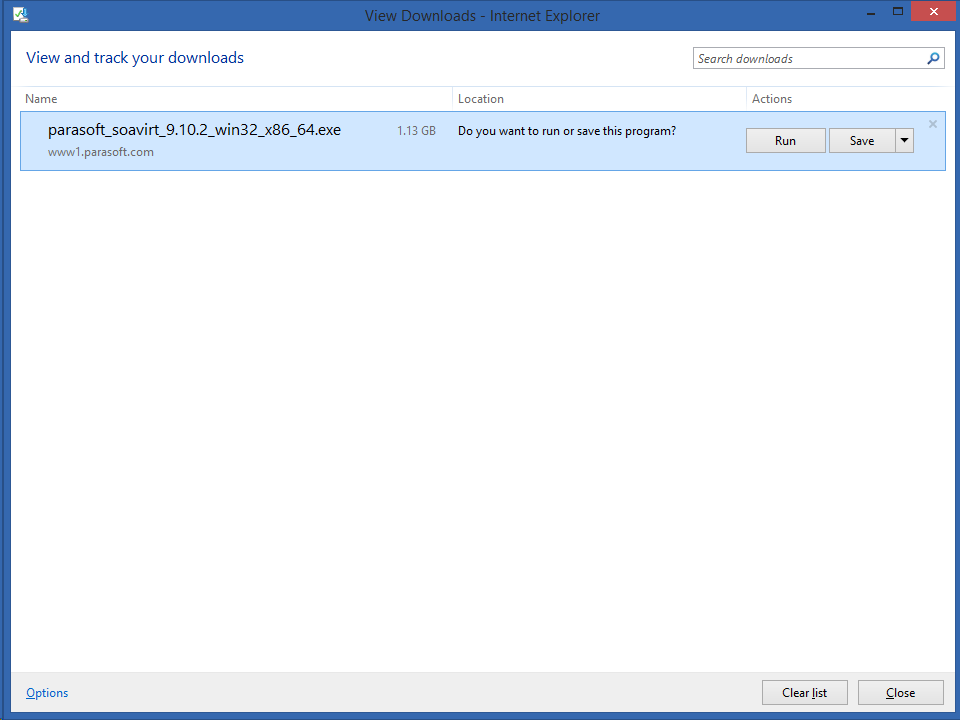 View Downloads - Internet Explorer
View and track your downloads
Search downloads
Name Location Actions
parasoft_soavirt_9.10.2_win32_x86_64.exe 1.13 GB Do you want to run or save this program?
Run Save
www1.parasoft.com
Options Clear list Close